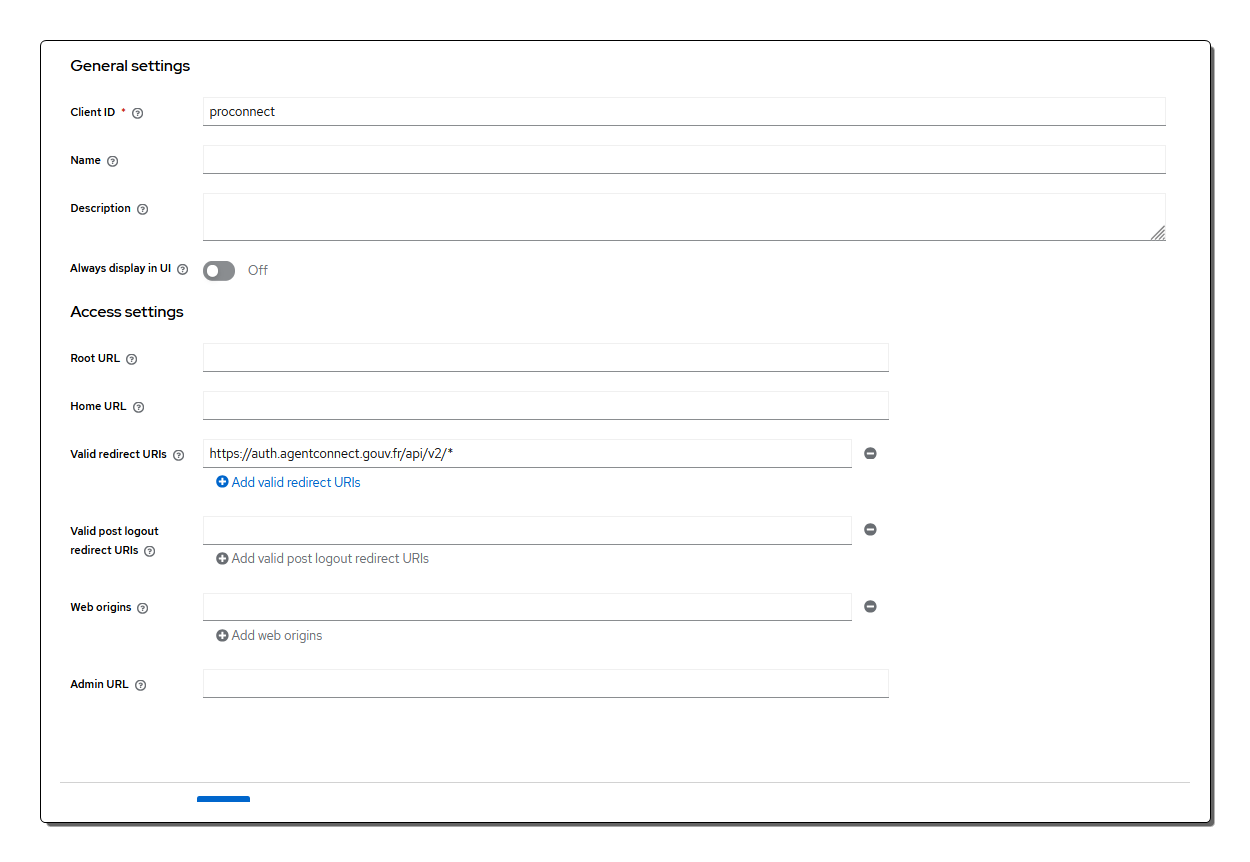 General settings
Client ID *
proconnect
Name
Description
Always display in UI
Off
Access settings
Root URL
Home URL
Valid redirect URIs
https://auth.agentconnect.gouv.fr/api/v2/*
Add valid redirect URIs
Valid post logout
redirect URIs
Add valid post logout redirect URIs
Web origins
Add web origins
Admin URL